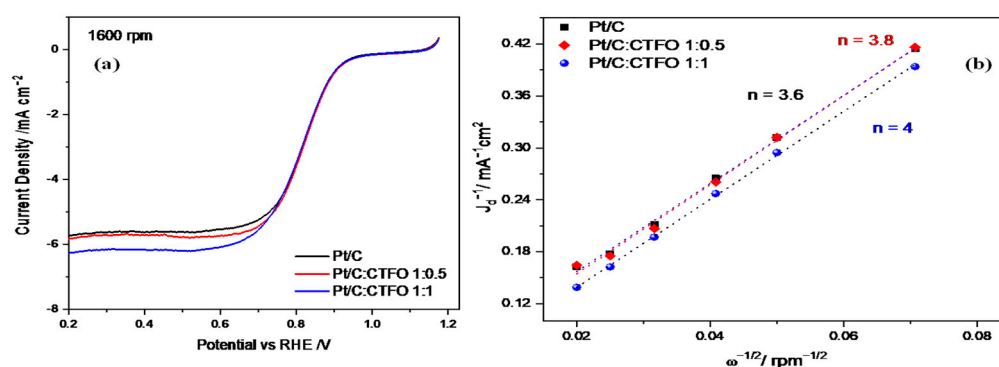 1600 rpm
(a)
0
-2
-4
-6
-8
Current Density /mA cm⁻²
0.2 0.4 0.6 0.8 1.0 1.2
Potential vs RHE /V
Pt/C
Pt/C:CTFO 1:0.5
Pt/C:CTFO 1:1
Pt/C
Pt/C:CTFO 1:0.5
Pt/C:CTFO 1:1
(b)
n = 3.8
n = 3.6
n = 4
0.42
0.36
0.30
0.24
0.18
0.12
J_d⁻¹/ mA⁻¹cm²
0.02 0.04 0.06 0.08
ω⁻¹/²/ rpm⁻¹/²